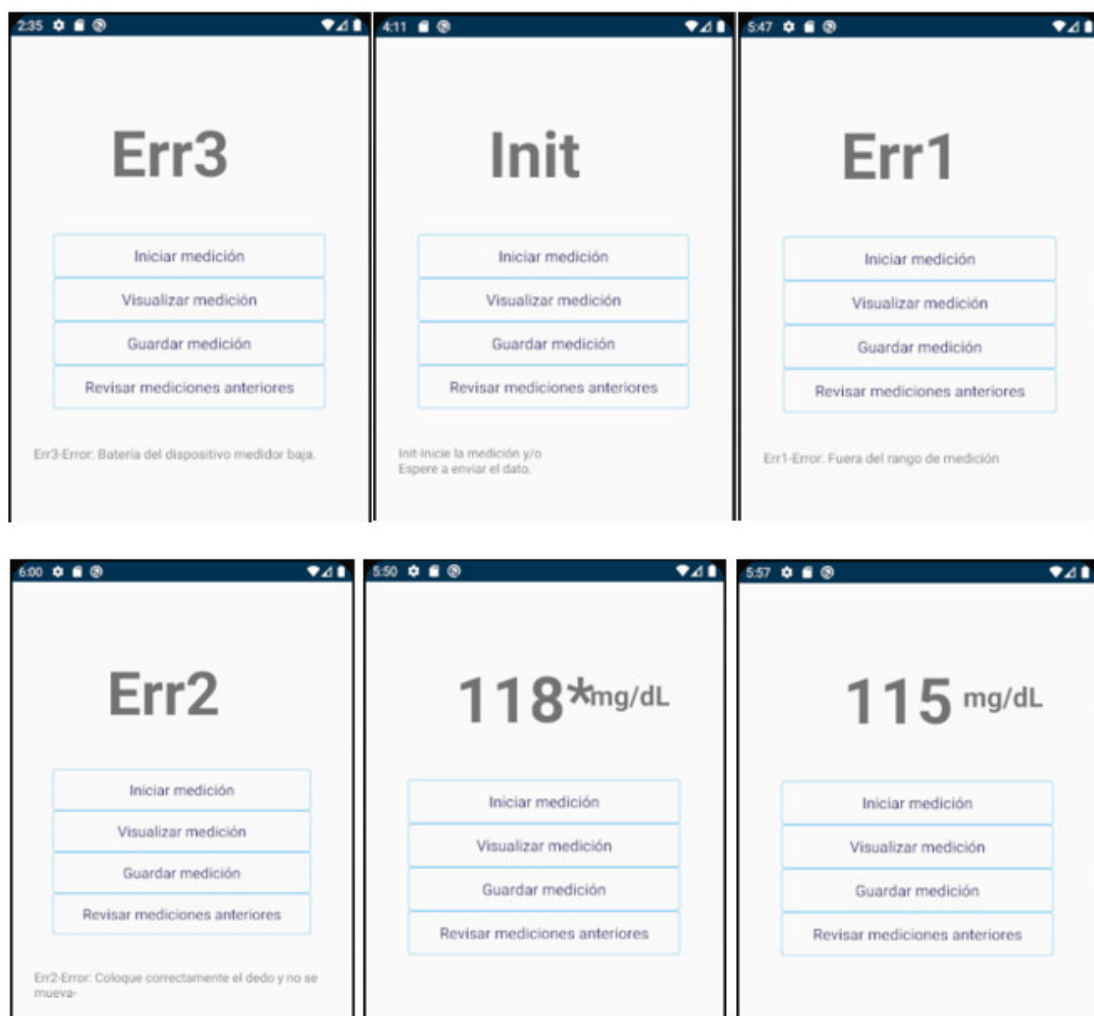 2:35
Err3
Iniciar medición
Visualizar medición
Guardar medición
Revisar mediciones anteriores
Err3-Error: Batería del dispositivo medidor baja.
4:11
Init
Iniciar medición
Visualizar medición
Guardar medición
Revisar mediciones anteriores
Init-Inicie la medición y/o
Espere a enviar el dato.
5:47
Err1
Iniciar medición
Visualizar medición
Guardar medición
Revisar mediciones anteriores
Err1-Error: Fuera del rango de medición
6:00
Err2
Iniciar medición
Visualizar medición
Guardar medición
Revisar mediciones anteriores
Err2-Error: Coloque correctamente el dedo y no se
mueva-
5:50
118*mg/dL
Iniciar medición
Visualizar medición
Guardar medición
Revisar mediciones anteriores
5:57
115 mg/dL
Iniciar medición
Visualizar medición
Guardar medición
Revisar mediciones anteriores